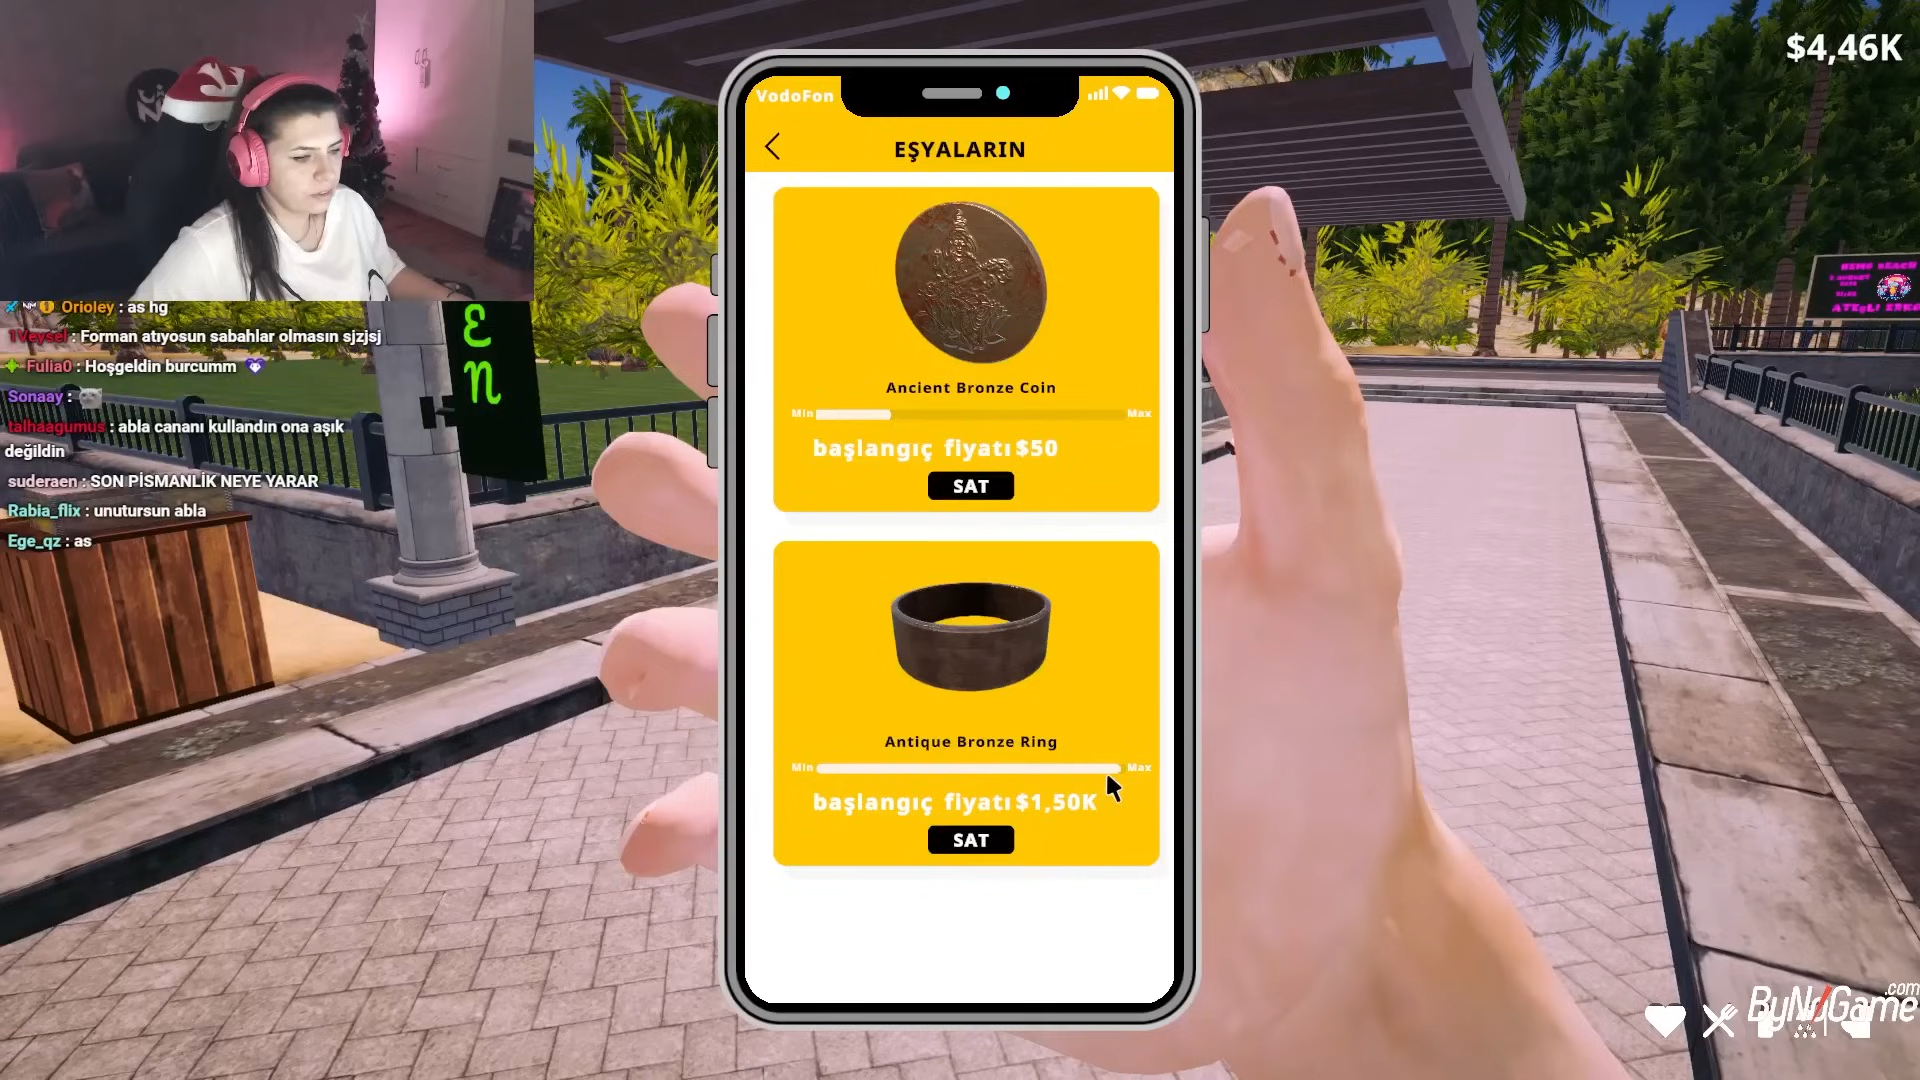 $4,46K
VodoFon
EŞYALARIN
Ancient Bronze Coin
Min
Max
başlangıç fiyatı $50
SAT
Antique Bronze Ring
Min
Max
başlangıç fiyatı $1,50K
SAT
Orioley : as hg
1Veysel : Forman atıyosun sabahlar olmasın sjzjsj
Fulia0 : Hoşgeldin burcumm
Sonaay :
talhaagumus : abla cananı kullandın ona aşık
değildin
suderaen : SON PİSMANLİK NEYE YARAR
Rabia_flix : unutursun abla
Ege_qz : as
ByNoGame
.com